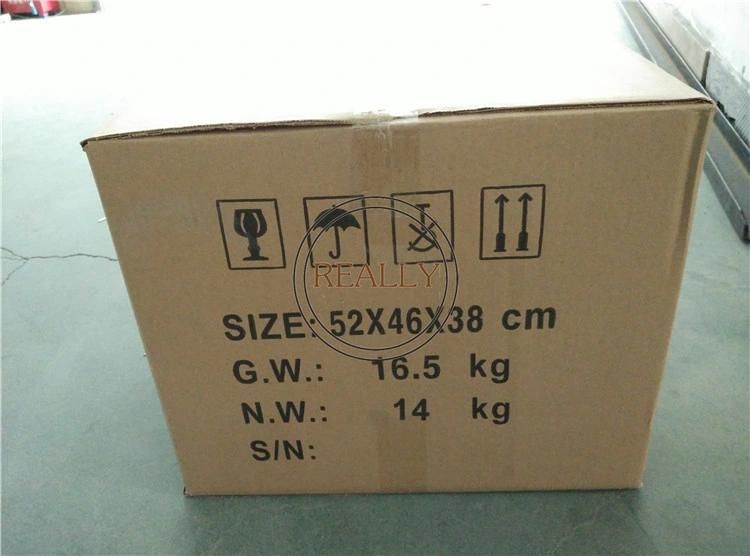 REALLY
SIZE: 52X46X38 cm
G.W.: 16.5 kg
N.W.: 14 kg
S/N: